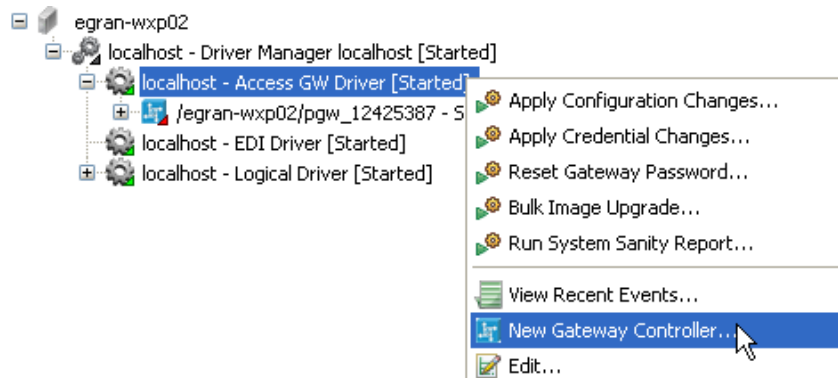 egran-wxp02
localhost - Driver Manager localhost [Started]
localhost - Access GW Driver [Started]
/egran-wxp02/pgw_12425387 - S
localhost - EDI Driver [Started]
localhost - Logical Driver [Started]
Apply Configuration Changes...
Apply Credential Changes...
Reset Gateway Password...
Bulk Image Upgrade...
Run System Sanity Report...
View Recent Events...
New Gateway Controller...
Edit...